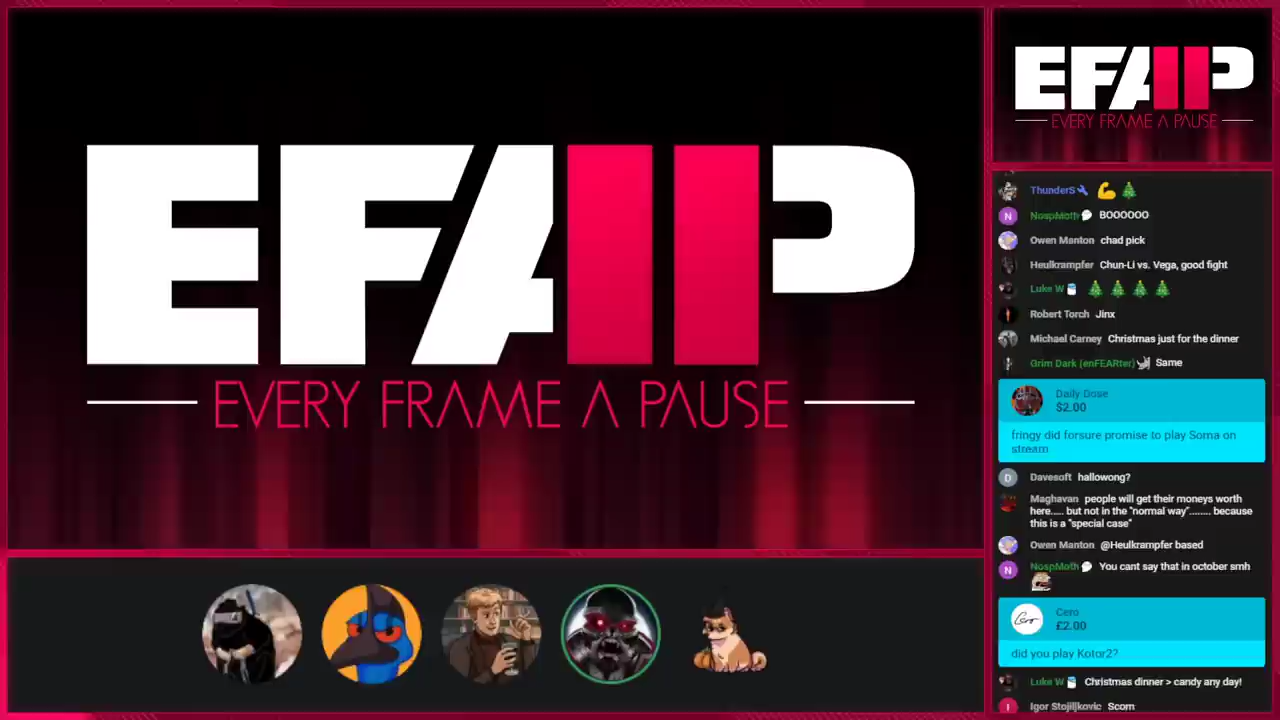 EFAP
EVERY FRAME A PAUSE
EFAP
EVERY FRAME A PAUSE
ThunderS
N NospMoth BOOOOOO
Owen Manton chad pick
Heulkrampfer Chun-Li vs. Vega, good fight
Luke W
Robert Torch Jinx
Michael Carney Christmas just for the dinner
Grim Dark (enFEARter) Same
Daily Dose
$2.00
fringy did forsure promise to play Soma on
stream
D Davesoft hallowong?
Maghavan people will get their moneys worth
here..... but not in the "normal way"........ because
this is a "special case"
Owen Manton @Heulkrampfer based
N NospMoth You cant say that in october smh
Cero
Cero
£2.00
did you play Kotor2?
Luke W Christmas dinner > candy any day!
I Igor Stojiljkovic Scorn